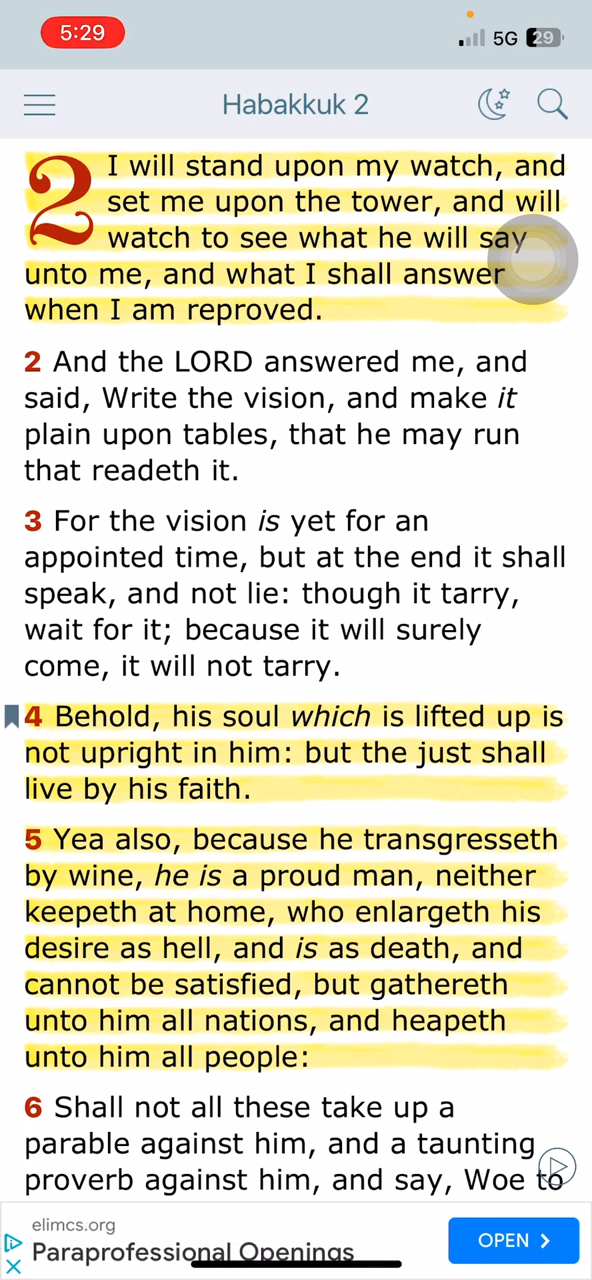 5:29
5G 29
Habakkuk 2
2 I will stand upon my watch, and
set me upon the tower, and will
watch to see what he will say
unto me, and what I shall answer
when I am reproved.
2 And the LORD answered me, and
said, Write the vision, and make it
plain upon tables, that he may run
that readeth it.
3 For the vision is yet for an
appointed time, but at the end it shall
speak, and not lie: though it tarry,
wait for it; because it will surely
come, it will not tarry.
4 Behold, his soul which is lifted up is
not upright in him: but the just shall
live by his faith.
5 Yea also, because he transgresseth
by wine, he is a proud man, neither
keepeth at home, who enlargeth his
desire as hell, and is as death, and
cannot be satisfied, but gathereth
unto him all nations, and heapeth
unto him all people:
6 Shall not all these take up a
parable against him, and a taunting
proverb against him, and say, Woe to
elimcs.org
Paraprofessional Openings
OPEN